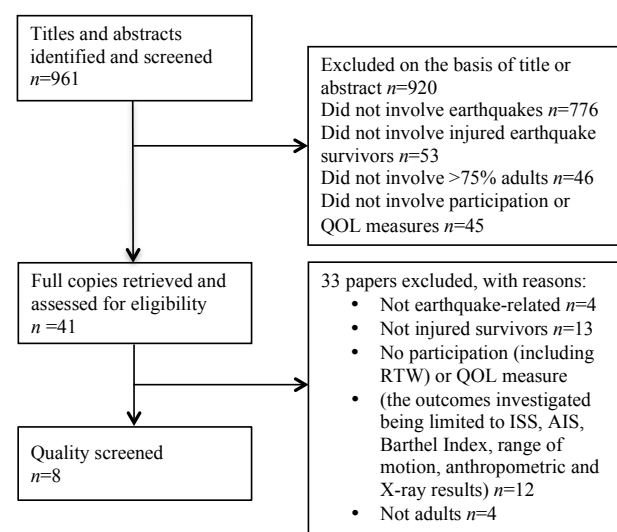 Titles and abstracts
identified and screened
n=961
Excluded on the basis of title or
abstract n=920
Did not involve earthquakes n=776
Did not involve injured earthquake
survivors n=53
Did not involve >75% adults n=46
Did not involve participation or
QOL measures n=45
Full copies retrieved and
assessed for eligibility
n =41
33 papers excluded, with reasons:
• Not earthquake-related n=4
• Not injured survivors n=13
• No participation (including
RTW) or QOL measure
• (the outcomes investigated
being limited to ISS, AIS,
Barthel Index, range of
motion, anthropometric and
X-ray results) n=12
• Not adults n=4
Quality screened
n=8